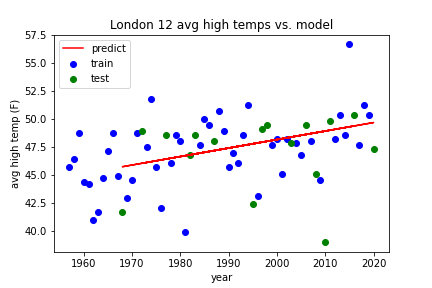 London 12 avg high temps vs. model
57.5
55.0
52.5
50.0
47.5
45.0
42.5
40.0
avg high temp (F)
predict
train
test
1960 1970 1980 1990 2000 2010 2020
year